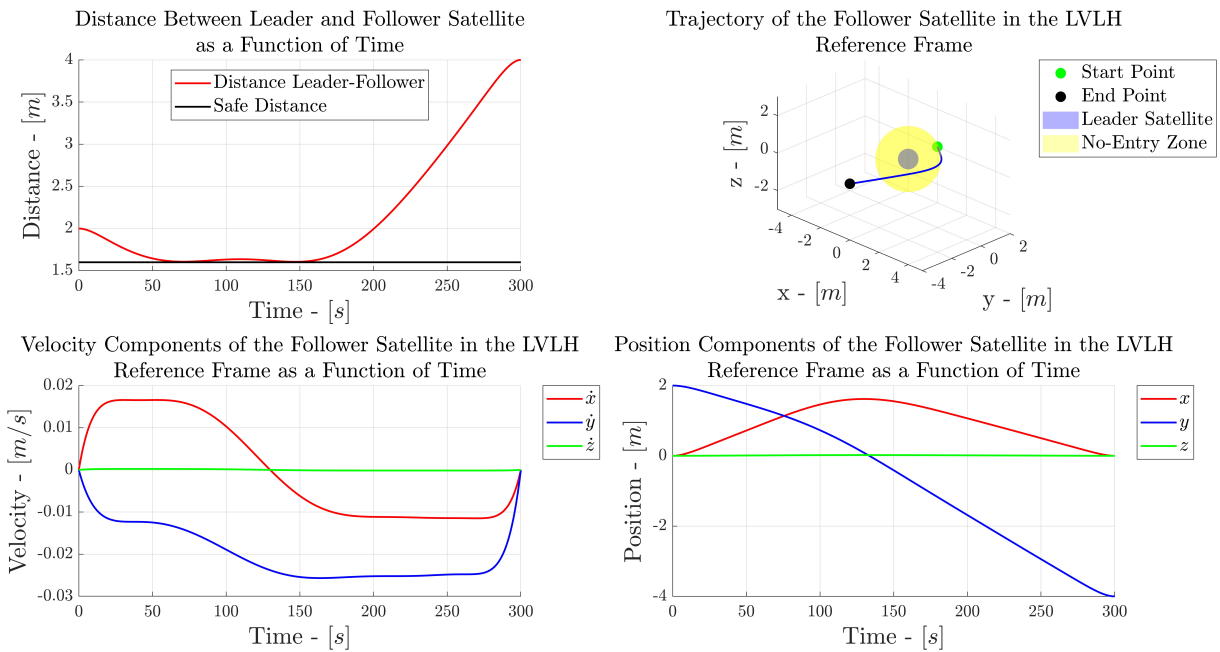 Distance Between Leader and Follower Satellite
as a Function of Time
4
3.5
3
2.5
2
1.5
Distance - [m]
Distance Leader-Follower
Safe Distance
0 50 100 150 200 250 300
Time - [s]
Trajectory of the Follower Satellite in the LVLH
Reference Frame
Start Point
End Point
Leader Satellite
No-Entry Zone
2
0
-2
z - [m]
-4 -2 0 2 4
x - [m]
-4 -2 0 2
y - [m]
Velocity Components of the Follower Satellite in the LVLH
Reference Frame as a Function of Time
0.02
0.01
0
-0.01
-0.02
-0.03
Velocity - [m/s]
ẋ
ẏ
ż
0 50 100 150 200 250 300
Time - [s]
Position Components of the Follower Satellite in the LVLH
Reference Frame as a Function of Time
2
0
-2
-4
Position - [m]
x
y
z
0 50 100 150 200 250 300
Time - [s]